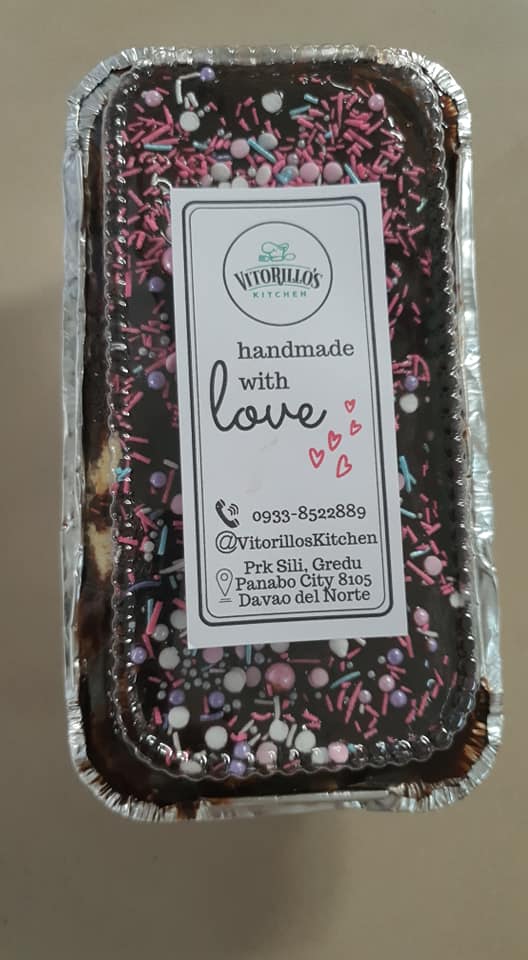 VITORILLO'S
KITCHEN
handmade
with
love
0933-8522889
@VitorillosKitchen
Prk Sili, Gredu
Panabo City 8105
Davao del Norte